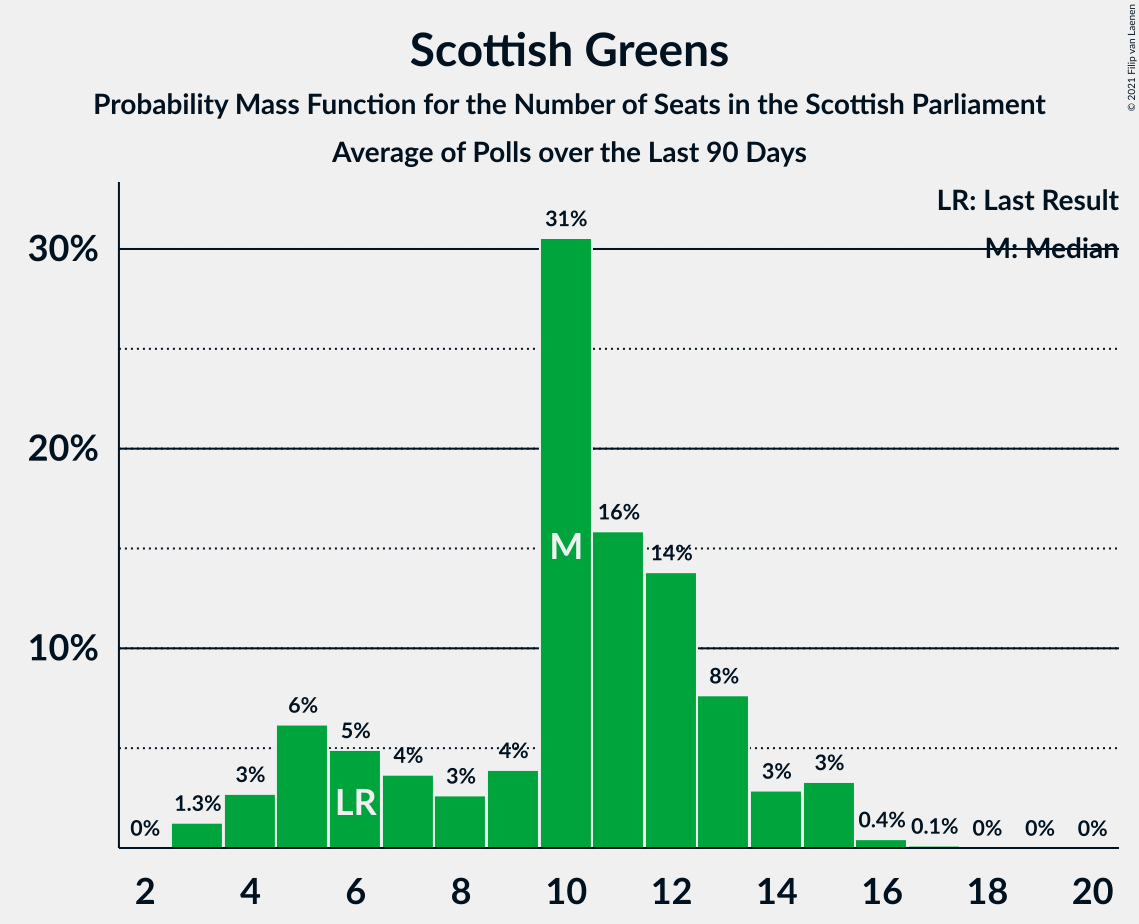 Scottish Greens
Probability Mass Function for the Number of Seats in the Scottish Parliament
Average of Polls over the Last 90 Days
© 2021 Filip van Laenen
LR: Last Result
M: Median
30%
20%
10%
0%
1.3%
3%
6%
5%
4%
3%
4%
31%
16%
14%
8%
3%
3%
0.4%
0.1%
0%
0%
0%
LR
M
2 4 6 8 10 12 14 16 18 20